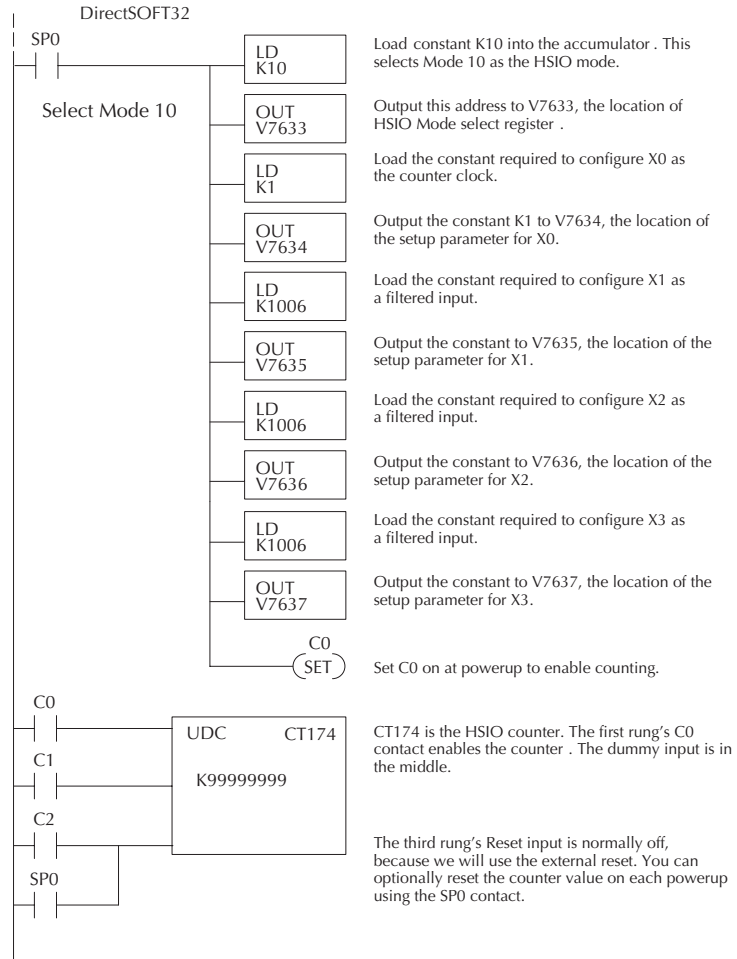 DirectSOFT32
SP0
LD
K10
Load constant K10 into the accumulator . This
selects Mode 10 as the HSIO mode.
Select Mode 10
OUT
V7633
Output this address to V7633, the location of
HSIO Mode select register .
LD
K1
Load the constant required to configure X0 as
the counter clock.
OUT
V7634
Output the constant K1 to V7634, the location of
the setup parameter for X0.
LD
K1006
Load the constant required to configure X1 as
a filtered input.
OUT
V7635
Output the constant to V7635, the location of the
setup parameter for X1.
LD
K1006
Load the constant required to configure X2 as
a filtered input.
OUT
V7636
Output the constant to V7636, the location of the
setup parameter for X2.
LD
K1006
Load the constant required to configure X3 as
a filtered input.
OUT
V7637
Output the constant to V7637, the location of the
setup parameter for X3.
C0
SET
Set C0 on at powerup to enable counting.
C0
UDC CT174
K99999999
CT174 is the HSIO counter. The first rung's C0
contact enables the counter . The dummy input is in
the middle.
C1
C2
SP0
The third rung's Reset input is normally off,
because we will use the external reset. You can
optionally reset the counter value on each powerup
using the SP0 contact.